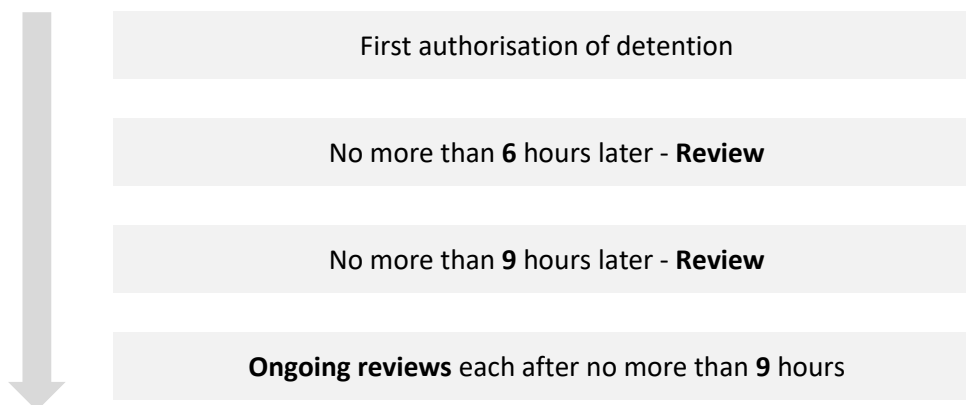 First authorisation of detention
No more than 6 hours later - Review
No more than 9 hours later - Review
Ongoing reviews each after no more than 9 hours